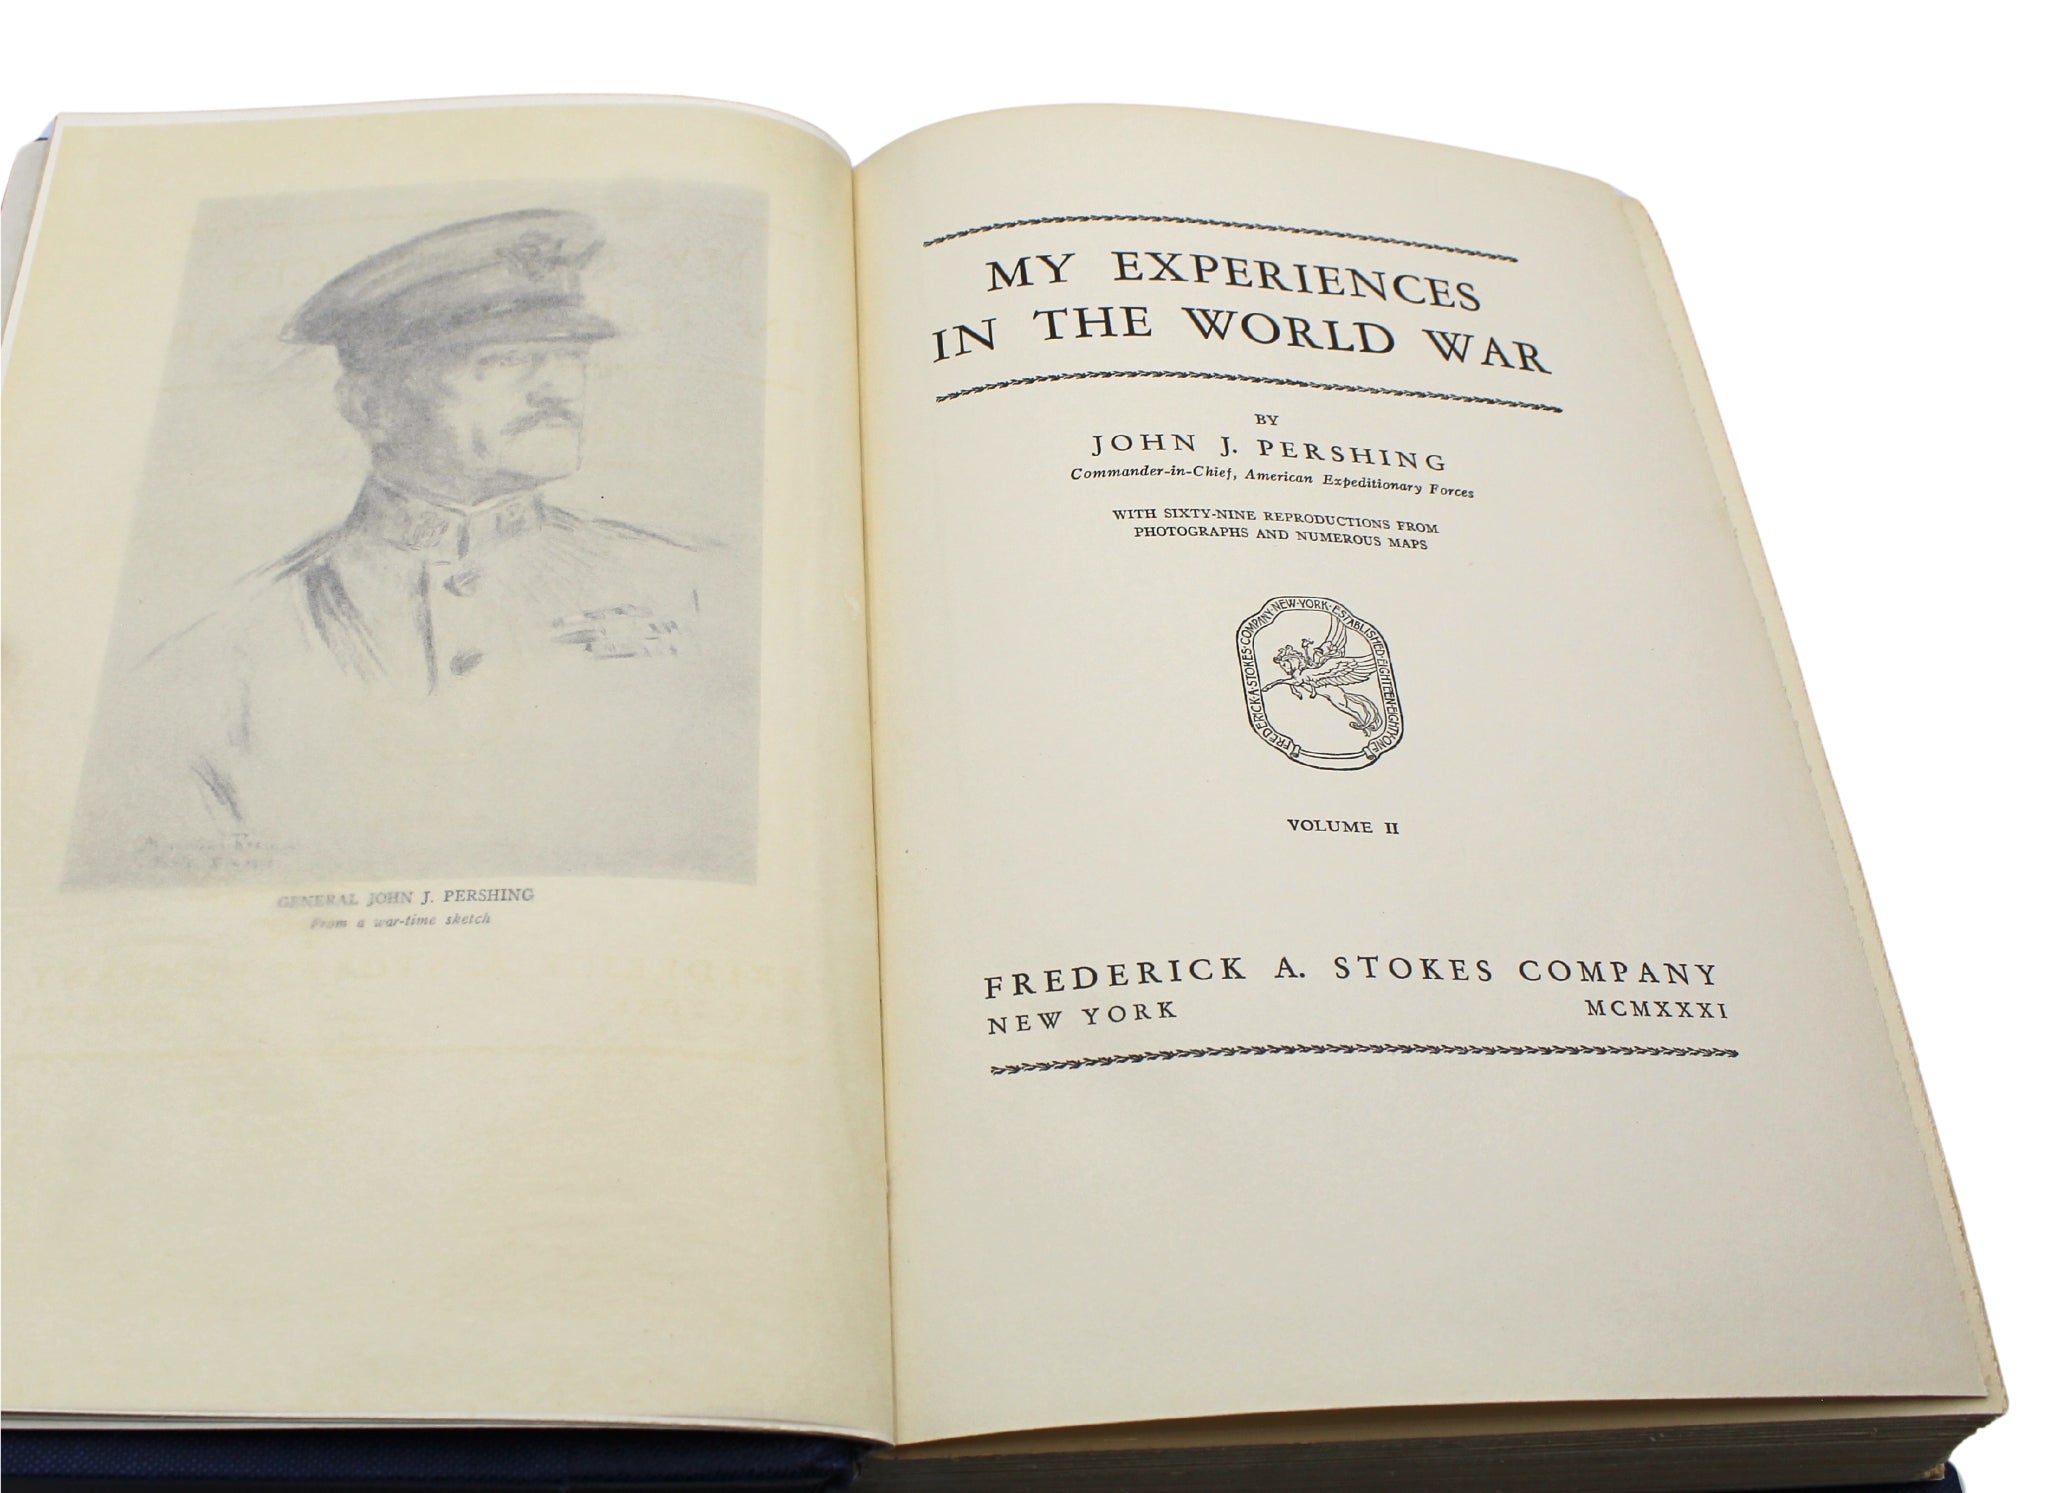 GENERAL JOHN J. PERSHING
From a war-time sketch
MY EXPERIENCES
IN THE WORLD WAR
BY
JOHN J. PERSHING
Commander-in-Chief, American Expeditionary Forces
WITH SIXTY-NINE REPRODUCTIONS FROM
PHOTOGRAPHS AND NUMEROUS MAPS
FREDERICK·A·STOKES·COMPANY·NEW·YORK·ESTABLISHED·EIGHTEEN·EIGHTY·ONE
VOLUME II
FREDERICK A. STOKES COMPANY
NEW YORK MCMXXXI